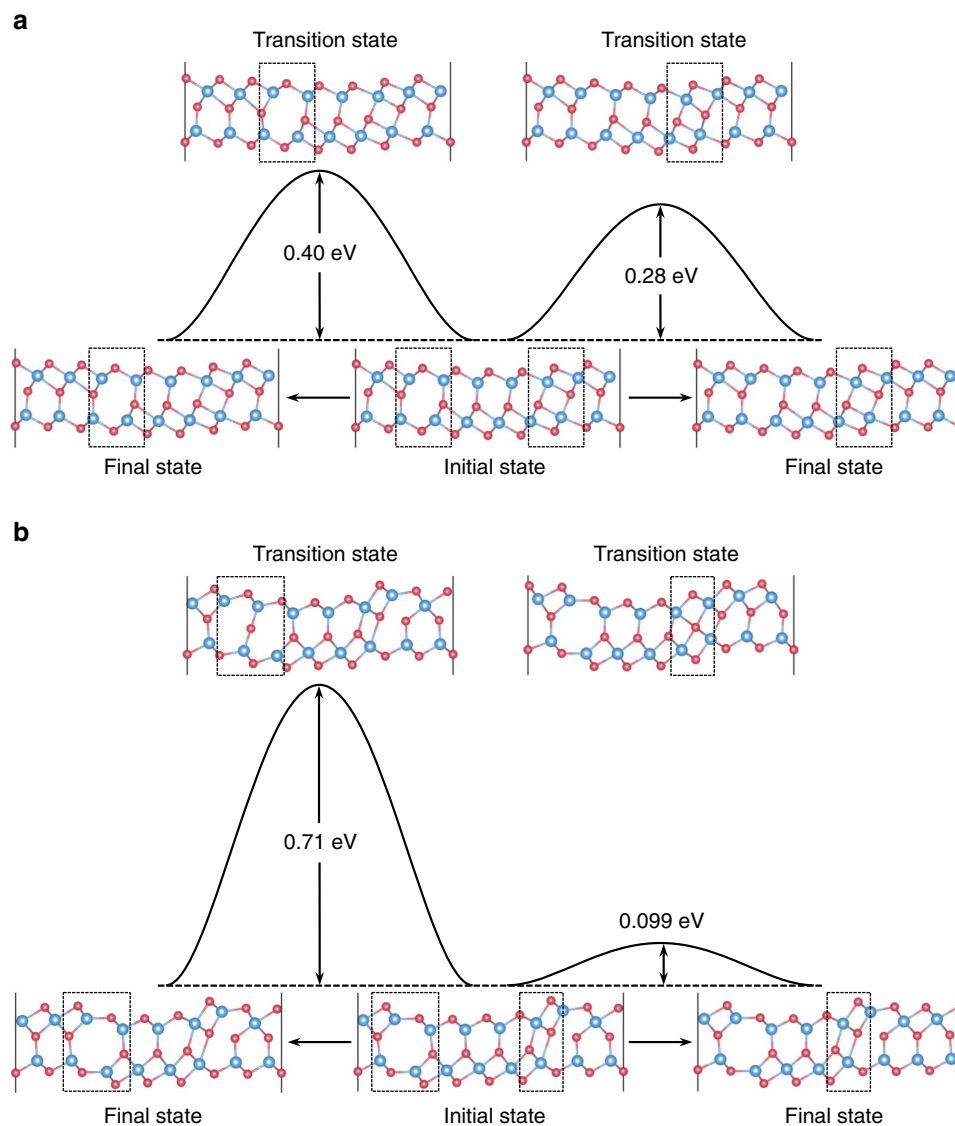 a
Transition state
Transition state
0.40 eV
0.28 eV
Final state
Initial state
Final state
b
Transition state
Transition state
0.71 eV
0.099 eV
Final state
Initial state
Final state